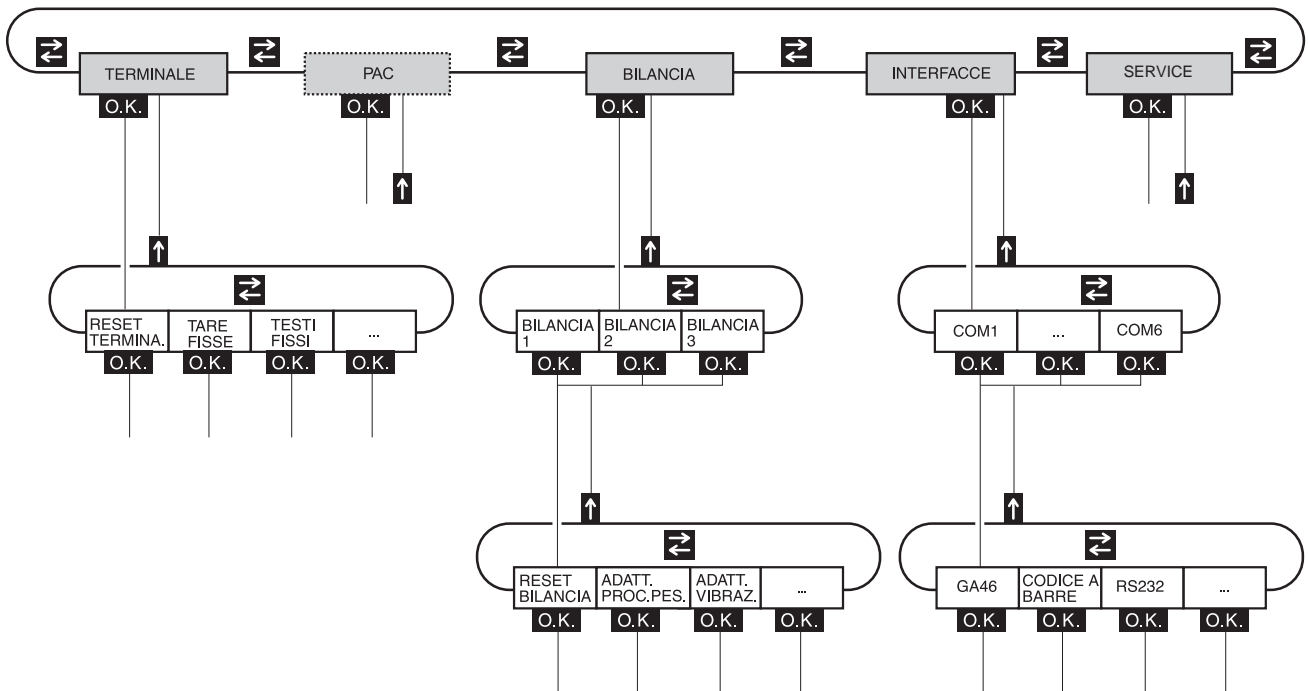 TERMINALE
PAC
BILANCIA
INTERFACCE
SERVICE
O.K.
O.K.
O.K.
O.K.
O.K.
RESET
TERMINA.
TARE
FISSE
TESTI
FISSI
...
BILANCIA
1
BILANCIA
2
BILANCIA
3
COM1
...
COM6
O.K.
O.K.
O.K.
O.K.
O.K.
O.K.
O.K.
O.K.
O.K.
O.K.
RESET
BILANCIA
ADATT.
PROC.PES.
ADATT.
VIBRAZ.
...
GA46
CODICE A
BARRE
RS232
...
O.K.
O.K.
O.K.
O.K.
O.K.
O.K.
O.K.
O.K.